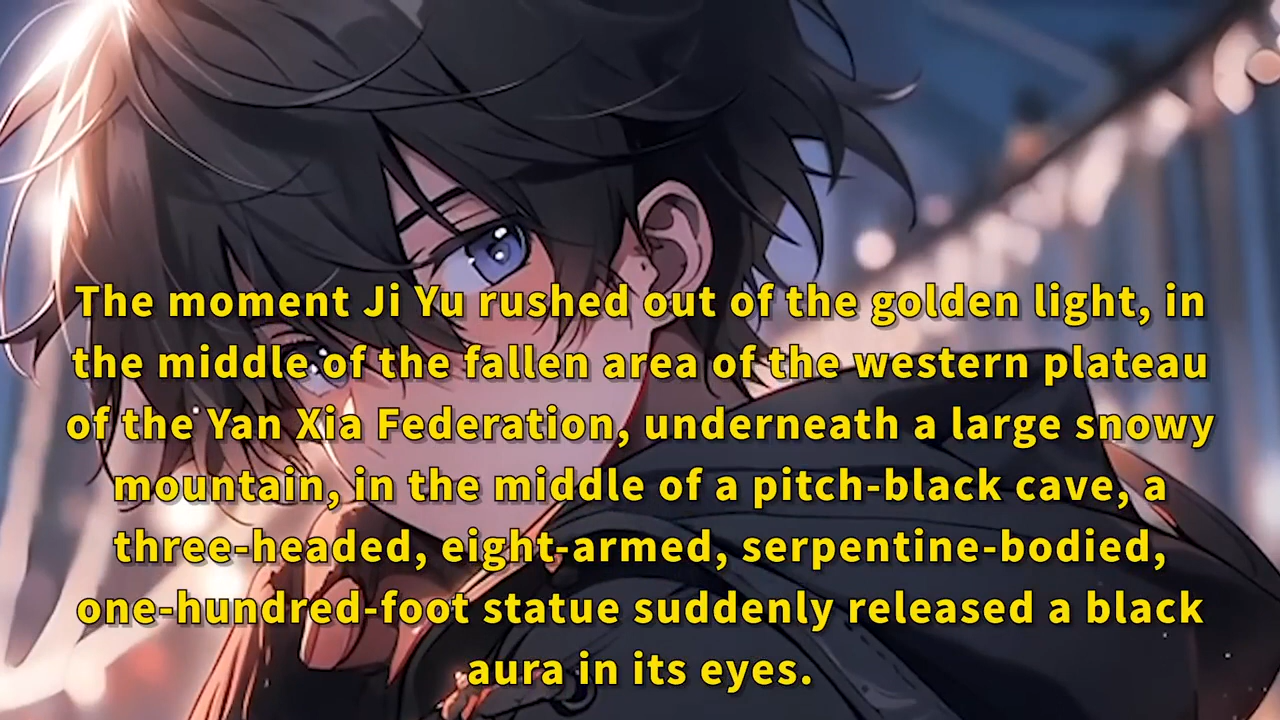 The moment Ji Yu rushed out of the golden light, in
the middle of the fallen area of the western plateau
of the Yan Xia Federation, underneath a large snowy
mountain, in the middle of a pitch-black cave, a
three-headed, eight-armed, serpentine-bodied,
one-hundred-foot statue suddenly released a black
aura in its eyes.